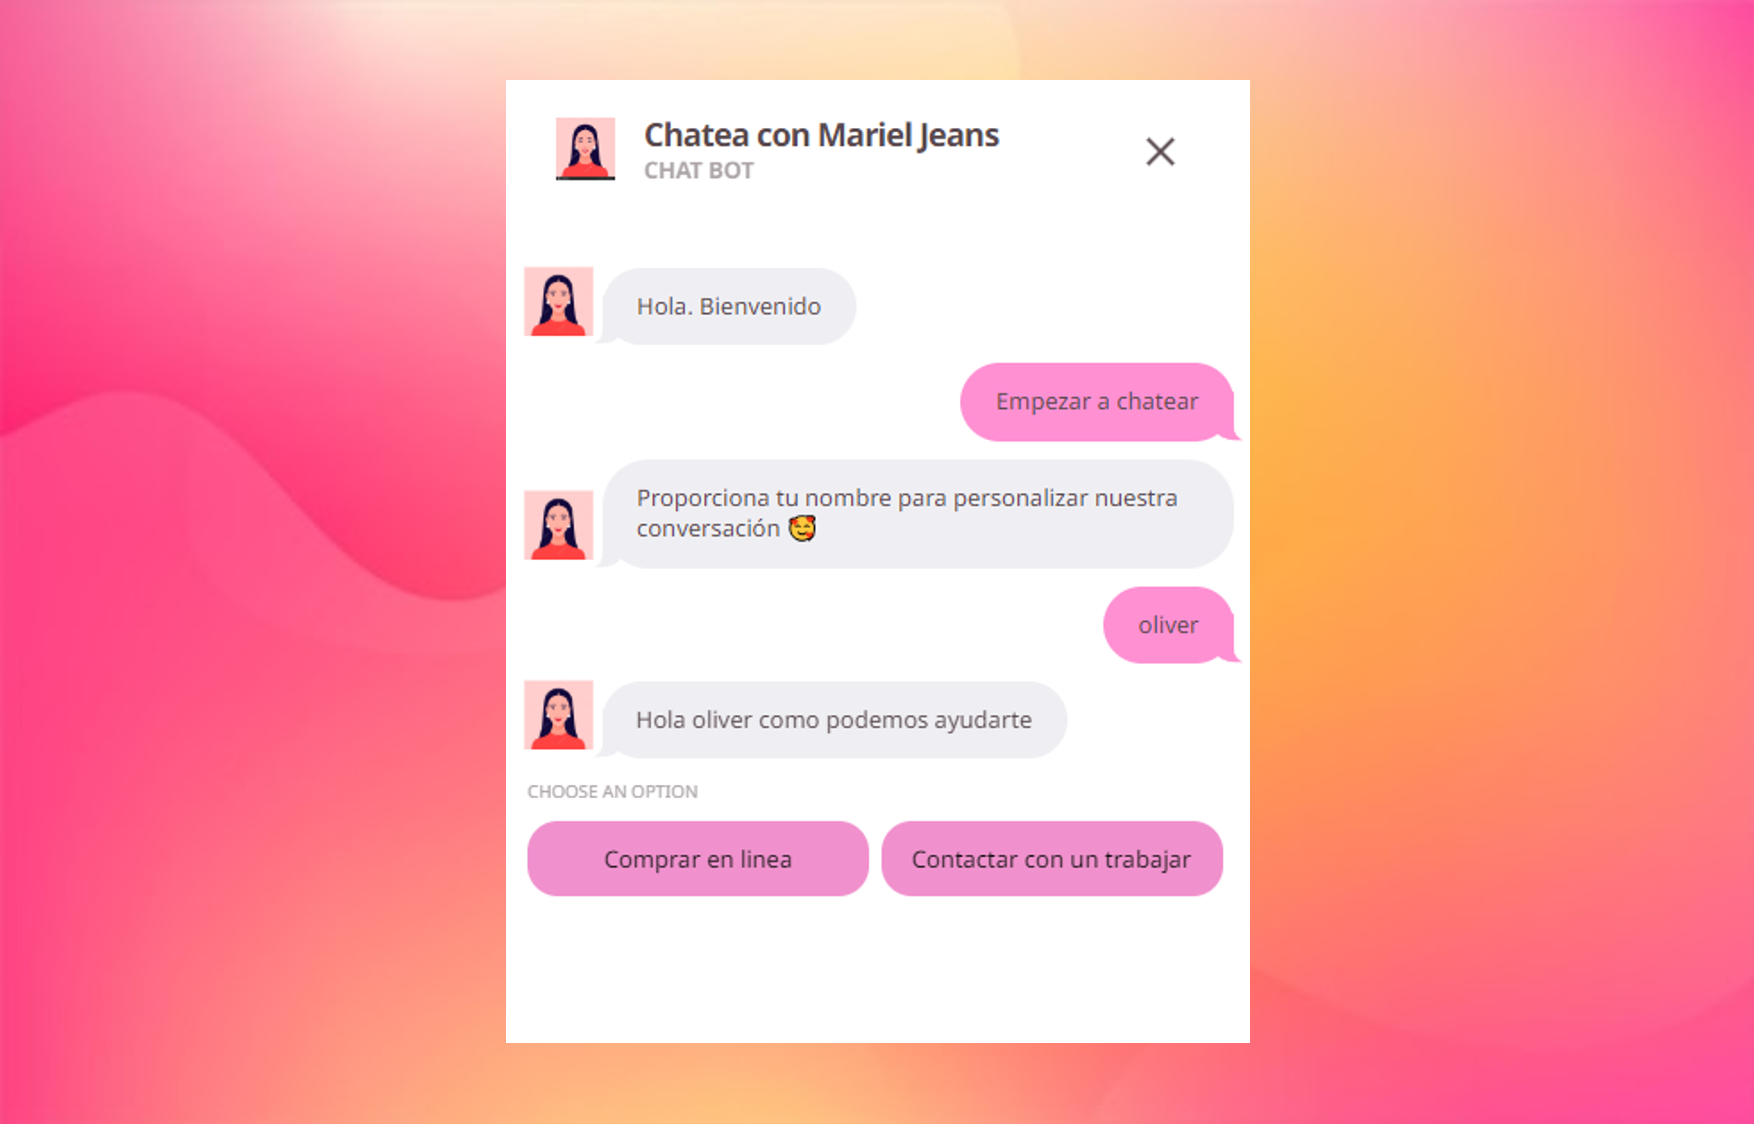 Chatea con Mariel Jeans
CHAT BOT
Hola. Bienvenido
Empezar a chatear
Proporciona tu nombre para personalizar nuestra
conversación 🥰
oliver
Hola oliver como podemos ayudarte
CHOOSE AN OPTION
Comprar en linea
Contactar con un trabajar